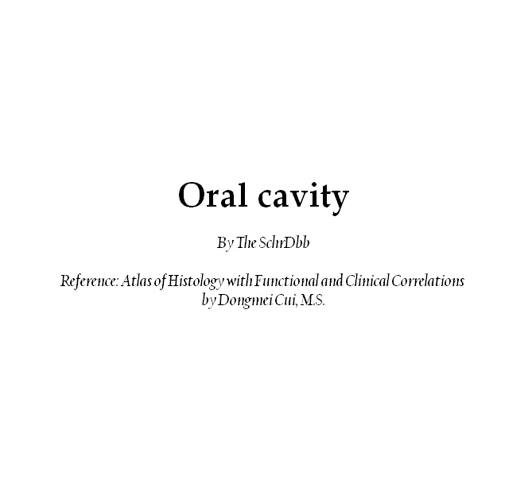 Oral cavity
By The SchrDbb
Reference: Atlas of Histology with Functional and Clinical Correlations
by Dongmei Cui, M.S.